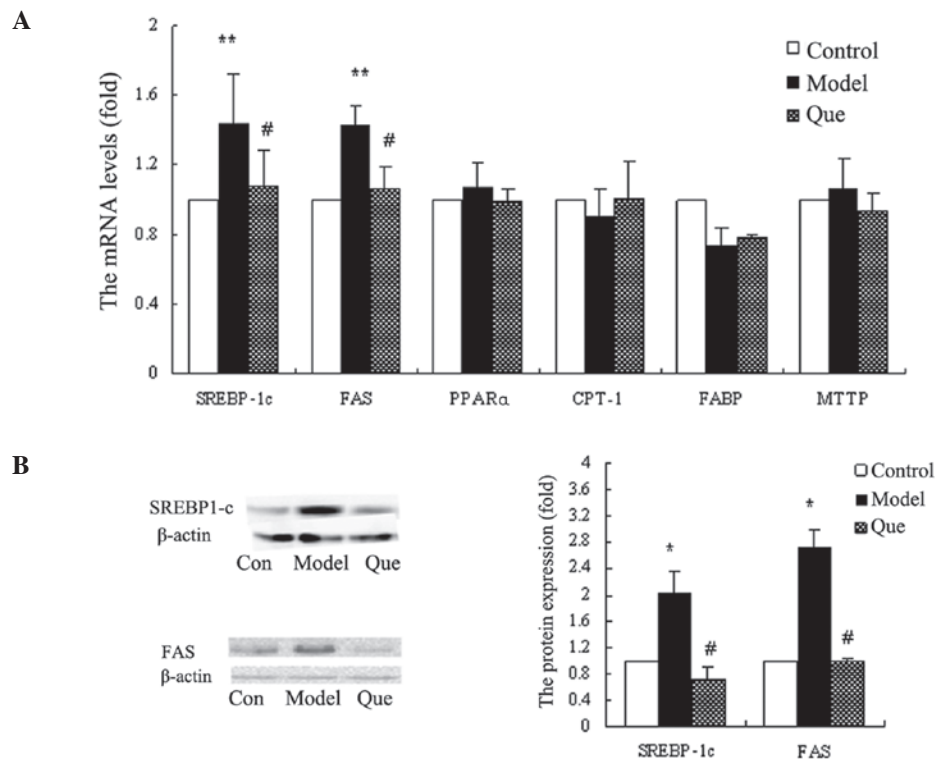 A
The mRNA levels (fold)
2
1.6
1.2
0.8
0.4
0
** ** # #
Control
Model
Que
SREBP-1c FAS PPARα CPT-1 FABP MTTP
B
SREBP1-c
β-actin
Con Model Que
FAS
β-actin
Con Model Que
The protein expression (fold)
4
3.6
3.2
2.8
2.4
2
1.6
1.2
0.8
0.4
0
* # * #
Control
Model
Que
SREBP-1c FAS